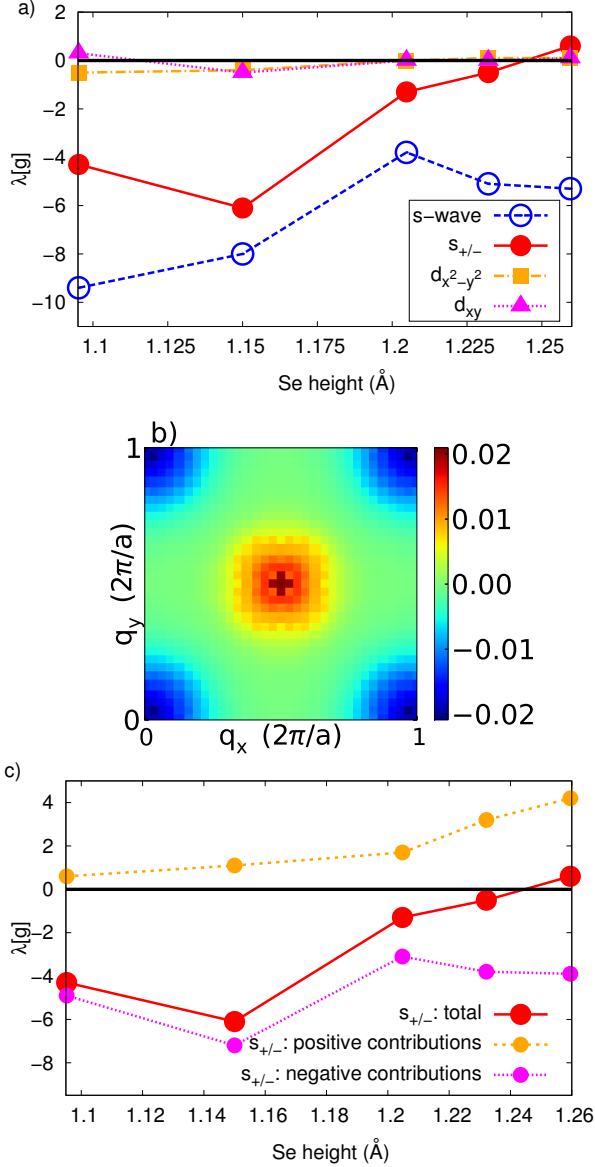 a)
2
0
−2
−4
−6
−8
−10
λ[g]
s−wave
s+/−
dx²−y²
dxy
1.1 1.125 1.15 1.175 1.2 1.225 1.25
Se height (Å)
b)
1
0
qy (2π/a)
0 1
qx (2π/a)
0.02
0.01
0.00
−0.01
−0.02
c)
4
2
0
−2
−4
−6
−8
λ[g]
s+/−: total
s+/−: positive contributions
s+/−: negative contributions
1.1 1.12 1.14 1.16 1.18 1.2 1.22 1.24 1.26
Se height (Å)